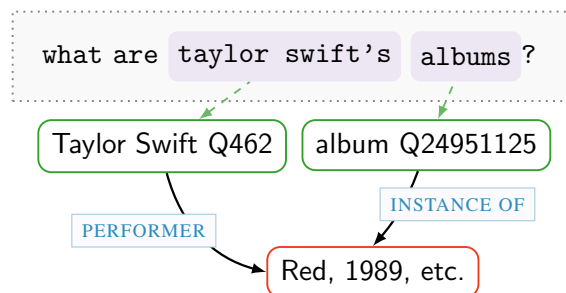 what are taylor swift's albums?
Taylor Swift Q462
album Q24951125
INSTANCE OF
PERFORMER
Red, 1989, etc.